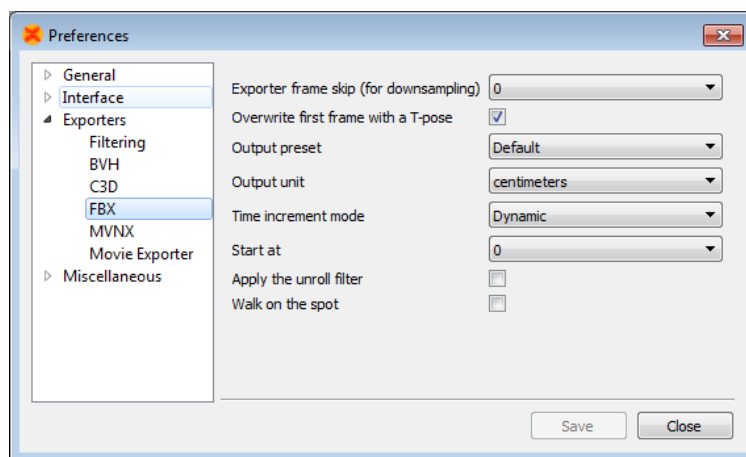 Preferences
General
Interface
Exporters
Filtering
BVH
C3D
FBX
MVNX
Movie Exporter
Miscellaneous
Exporter frame skip (for downsampling) 0
Overwrite first frame with a T-pose
Output preset Default
Output unit centimeters
Time increment mode Dynamic
Start at 0
Apply the unroll filter
Walk on the spot
Save Close